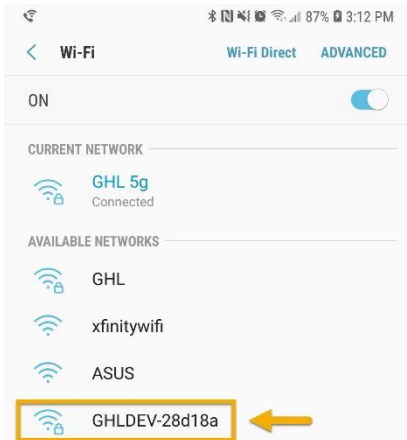 87% 3:12 PM
Wi-Fi Wi-Fi Direct ADVANCED
ON
CURRENT NETWORK
GHL 5g
Connected
AVAILABLE NETWORKS
GHL
xfinitywifi
ASUS
GHLDEV-28d18a